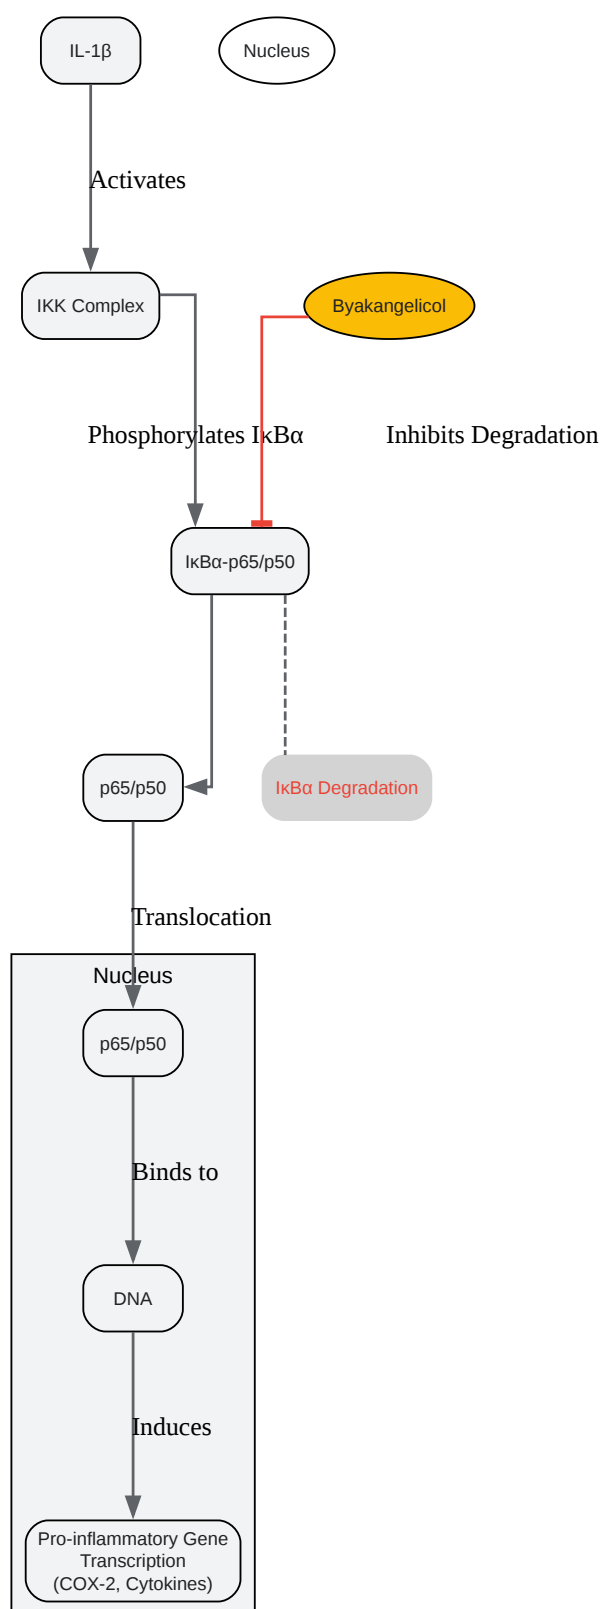 IL-1β
Nucleus
Activates
IKK Complex
Byakangelicol
Phosphorylates IκBα
Inhibits Degradation
IκBα-p65/p50
p65/p50
IκBα Degradation
Translocation
Nucleus
p65/p50
Binds to
DNA
Induces
Pro-inflammatory Gene
Transcription
(COX-2, Cytokines)